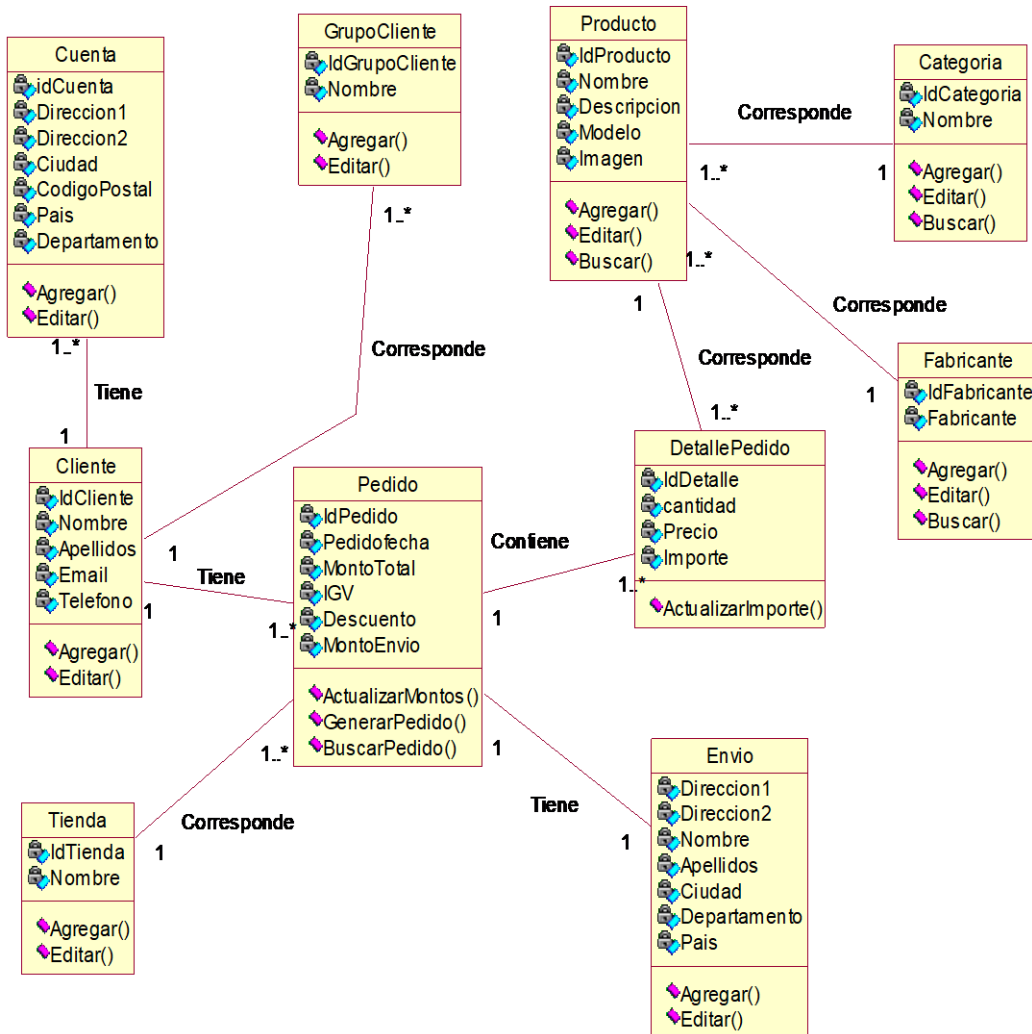 Cuenta
idCuenta
Direccion1
Direccion2
Ciudad
CodigoPostal
Pais
Departamento
Agregar()
Editar()
GrupoCliente
IdGrupoCliente
Nombre
Agregar()
Editar()
Producto
IdProducto
Nombre
Descripcion
Modelo
Imagen
Agregar()
Editar()
Buscar()
Categoria
IdCategoria
Nombre
Agregar()
Editar()
Buscar()
Corresponde
1..*
1
1..*
1..*
1..*
1
Corresponde
Corresponde
Corresponde
Tiene
1
1
1..*
Fabricante
IdFabricante
Fabricante
Agregar()
Editar()
Buscar()
Cliente
IdCliente
Nombre
Apellidos
Email
Telefono
Agregar()
Editar()
1
Tiene
1
1..*
Pedido
IdPedido
Pedidofecha
MontoTotal
IGV
Descuento
MontoEnvio
ActualizarMontos()
GenerarPedido()
BuscarPedido()
Contiene
1
1..*
DetallePedido
IdDetalle
cantidad
Precio
Importe
ActualizarImporte()
1..*
Corresponde
1
1
Tiene
1
Tienda
IdTienda
Nombre
Agregar()
Editar()
Envio
Direccion1
Direccion2
Nombre
Apellidos
Ciudad
Departamento
Pais
Agregar()
Editar()